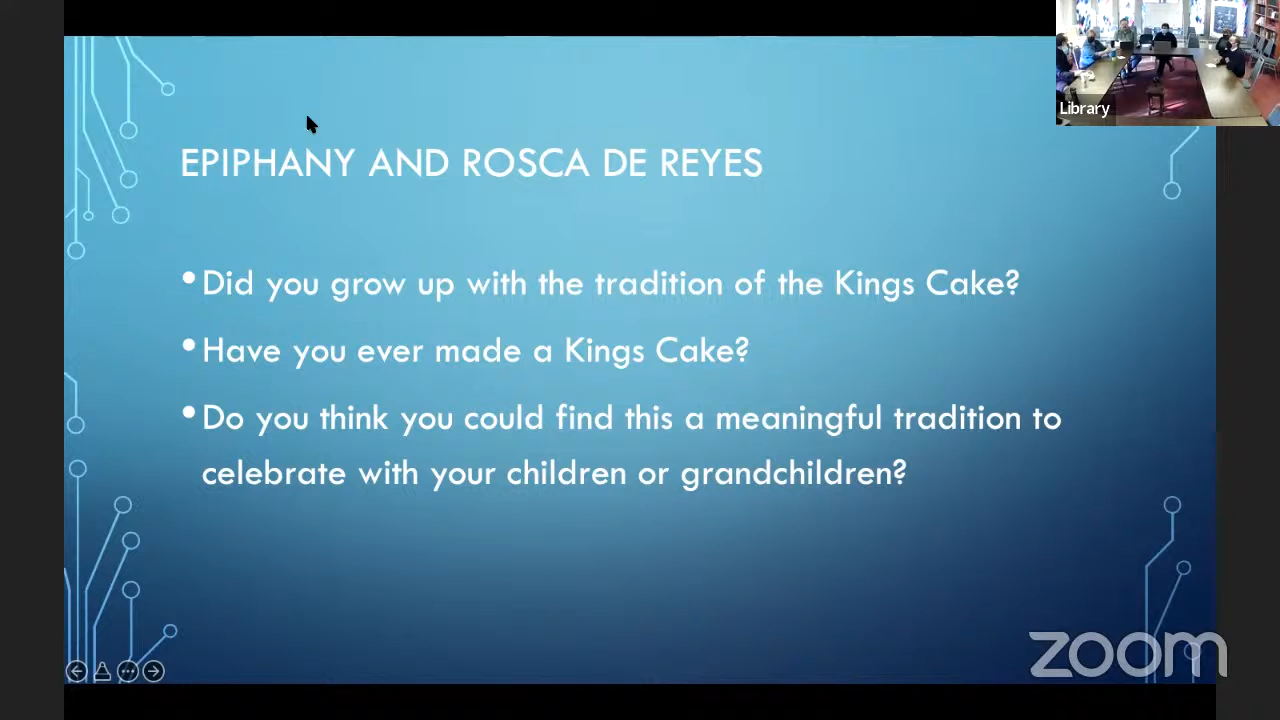 Library
EPIPHANY AND ROSCA DE REYES
•Did you grow up with the tradition of the Kings Cake?
•Have you ever made a Kings Cake?
•Do you think you could find this a meaningful tradition to
celebrate with your children or grandchildren?
zoom